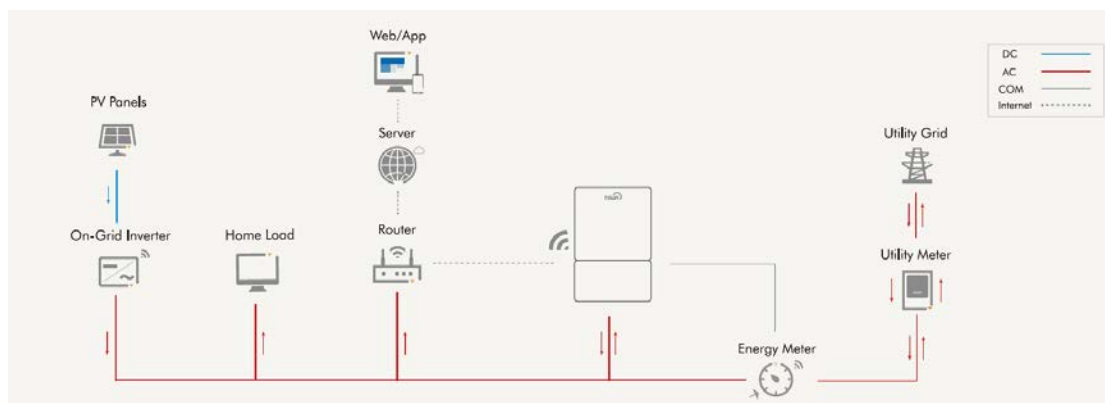 Web/App
DC
AC
COM
Internet
PV Panels
Server
Utility Grid
On-Grid Inverter
Home Load
Router
Utility Meter
Energy Meter